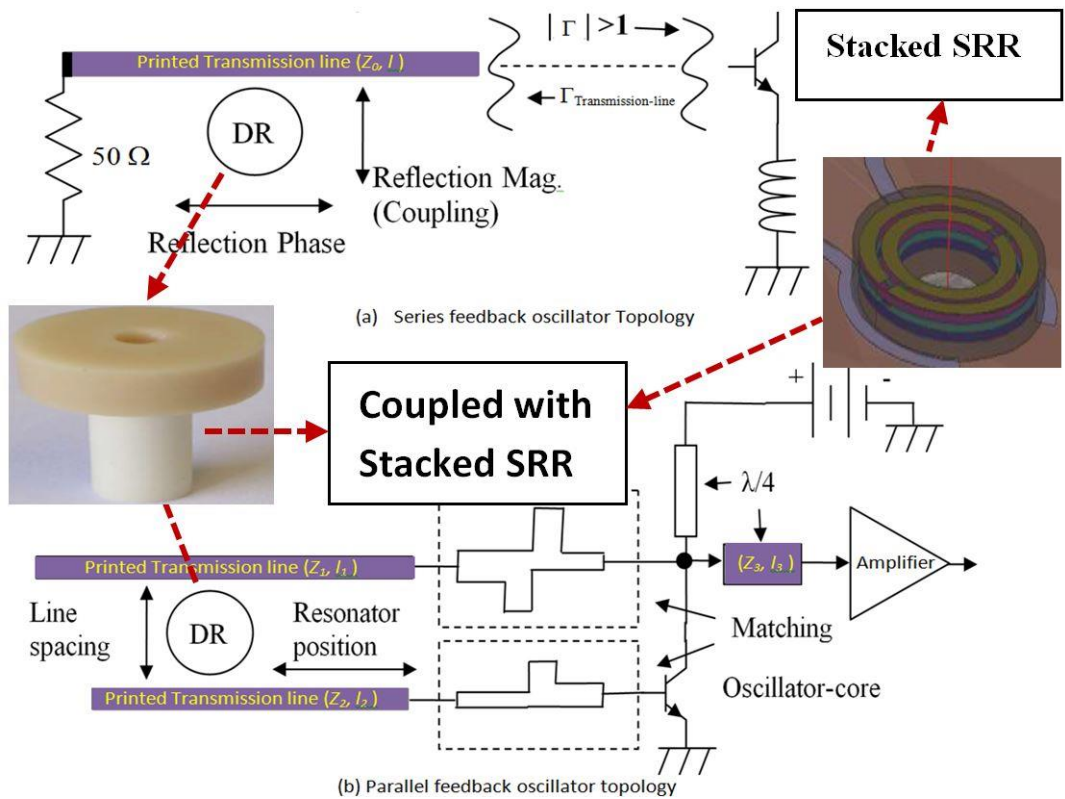 Printed Transmission line (Z0, l)
|Γ|>1
ΓTransmission-line
Stacked SRR
DR
50 Ω
Reflection Mag.
(Coupling)
Reflection Phase
(a) Series feedback oscillator Topology
Coupled with
Stacked SRR
+
-
λ/4
Printed Transmission line (Z1, l1)
(Z3, l3)
Amplifier
Line
spacing
DR
Resonator
position
Matching
Printed Transmission line (Z2, l2)
Oscillator-core
(b) Parallel feedback oscillator topology